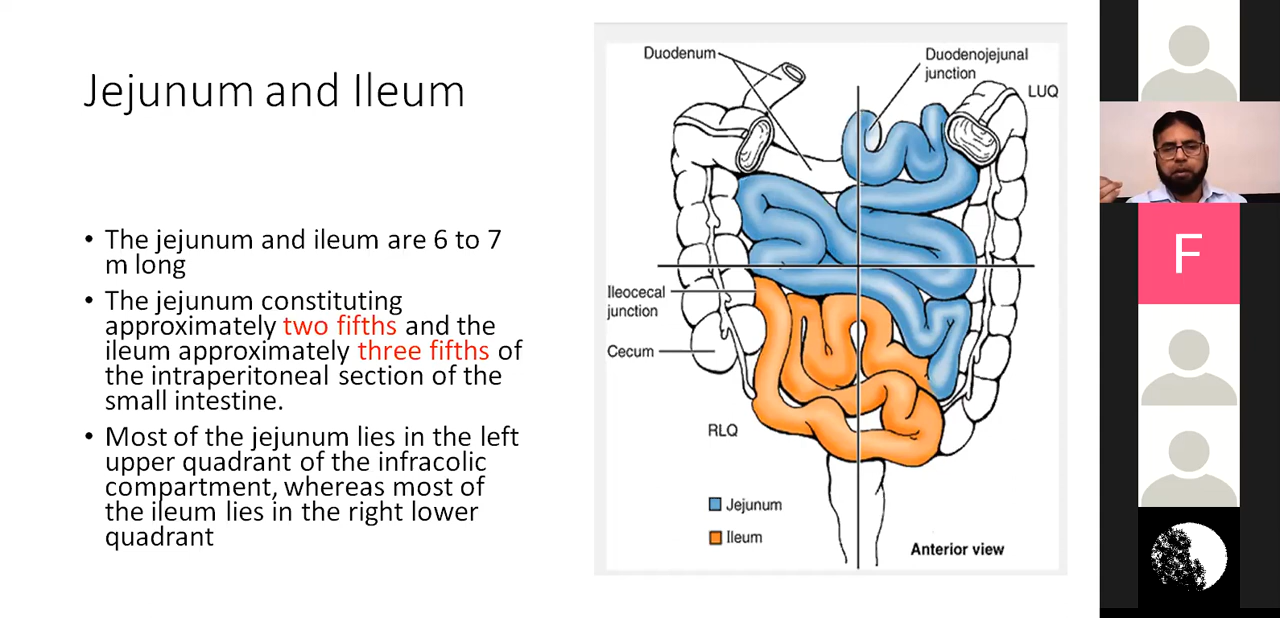 Jejunum and Ileum
• The jejunum and ileum are 6 to 7
m long
• The jejunum constituting
approximately two fifths and the
ileum approximately three fifths of
the intraperitoneal section of the
small intestine.
• Most of the jejunum lies in the left
upper quadrant of the infracolic
compartment, whereas most of
the ileum lies in the right lower
quadrant
Duodenum
Duodenojejunal
junction
LUQ
Ileocecal
junction
Cecum
RLQ
Jejunum
Ileum
Anterior view
F